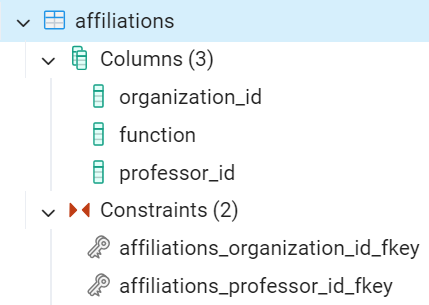 affiliations
Columns (3)
organization_id
function
professor_id
Constraints (2)
affiliations_organization_id_fkey
affiliations_professor_id_fkey